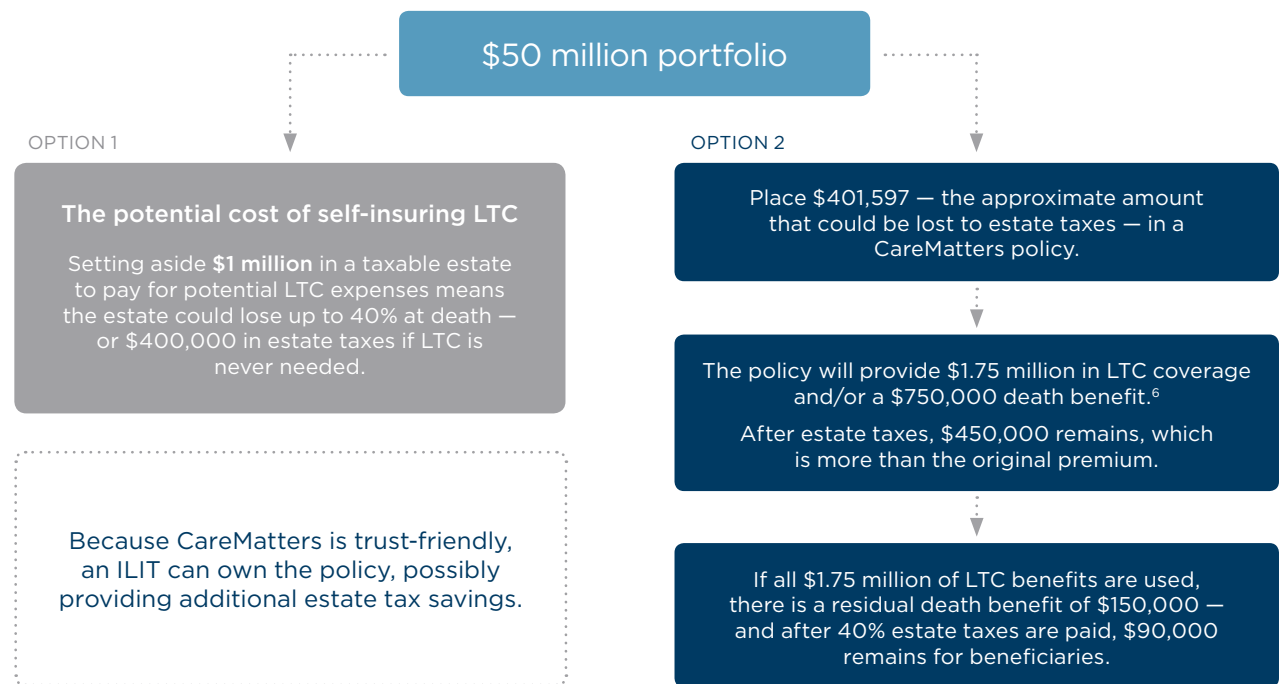 $50 million portfolio
OPTION 1
The potential cost of self-insuring LTC
Setting aside $1 million in a taxable estate
to pay for potential LTC expenses means
the estate could lose up to 40% at death —
or $400,000 in estate taxes if LTC is
never needed.
Because CareMatters is trust-friendly,
an ILIT can own the policy, possibly
providing additional estate tax savings.
OPTION 2
Place $401,597 — the approximate amount
that could be lost to estate taxes — in a
CareMatters policy.
The policy will provide $1.75 million in LTC coverage
and/or a $750,000 death benefit.⁶
After estate taxes, $450,000 remains, which
is more than the original premium.
If all $1.75 million of LTC benefits are used,
there is a residual death benefit of $150,000 —
and after 40% estate taxes are paid, $90,000
remains for beneficiaries.